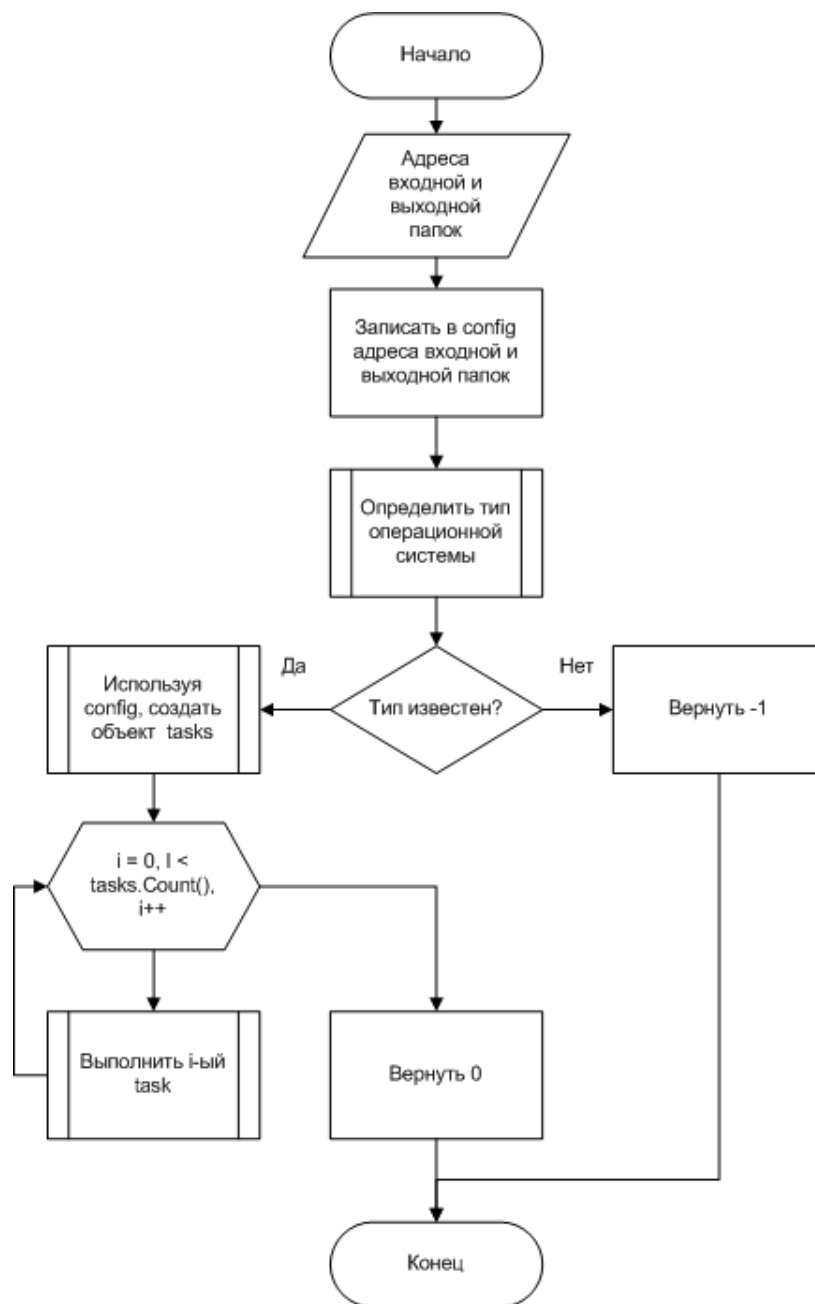 Начало
Адреса
входной и
выходной
папок
Записать в config
адреса входной и
выходной папок
Определить тип
операционной
системы
Да
Нет
Используя
config, создать
объект tasks
Тип известен?
Вернуть -1
i = 0, I <
tasks.Count(),
i++
Выполнить i-ый
task
Вернуть 0
Конец